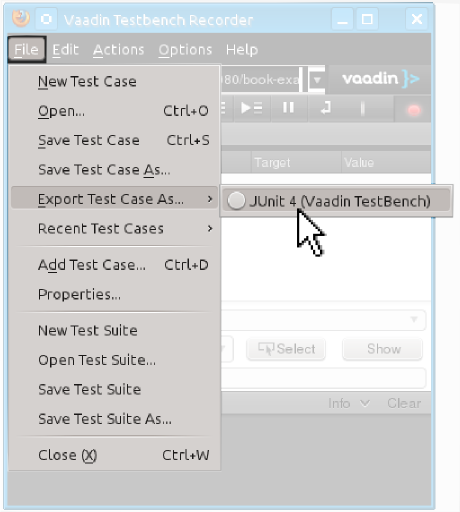 Vaadin Testbench Recorder
File Edit Actions Options Help
New Test Case
80/book-exa
vaadin }>
Open... Ctrl+O
Save Test Case Ctrl+S
Save Test Case As...
Target Value
Export Test Case As...
JUnit 4 (Vaadin TestBench)
Recent Test Cases
Add Test Case... Ctrl+D
Properties...
New Test Suite
Select Show
Open Test Suite...
Save Test Suite
Info Clear
Save Test Suite As...
Close (X) Ctrl+W